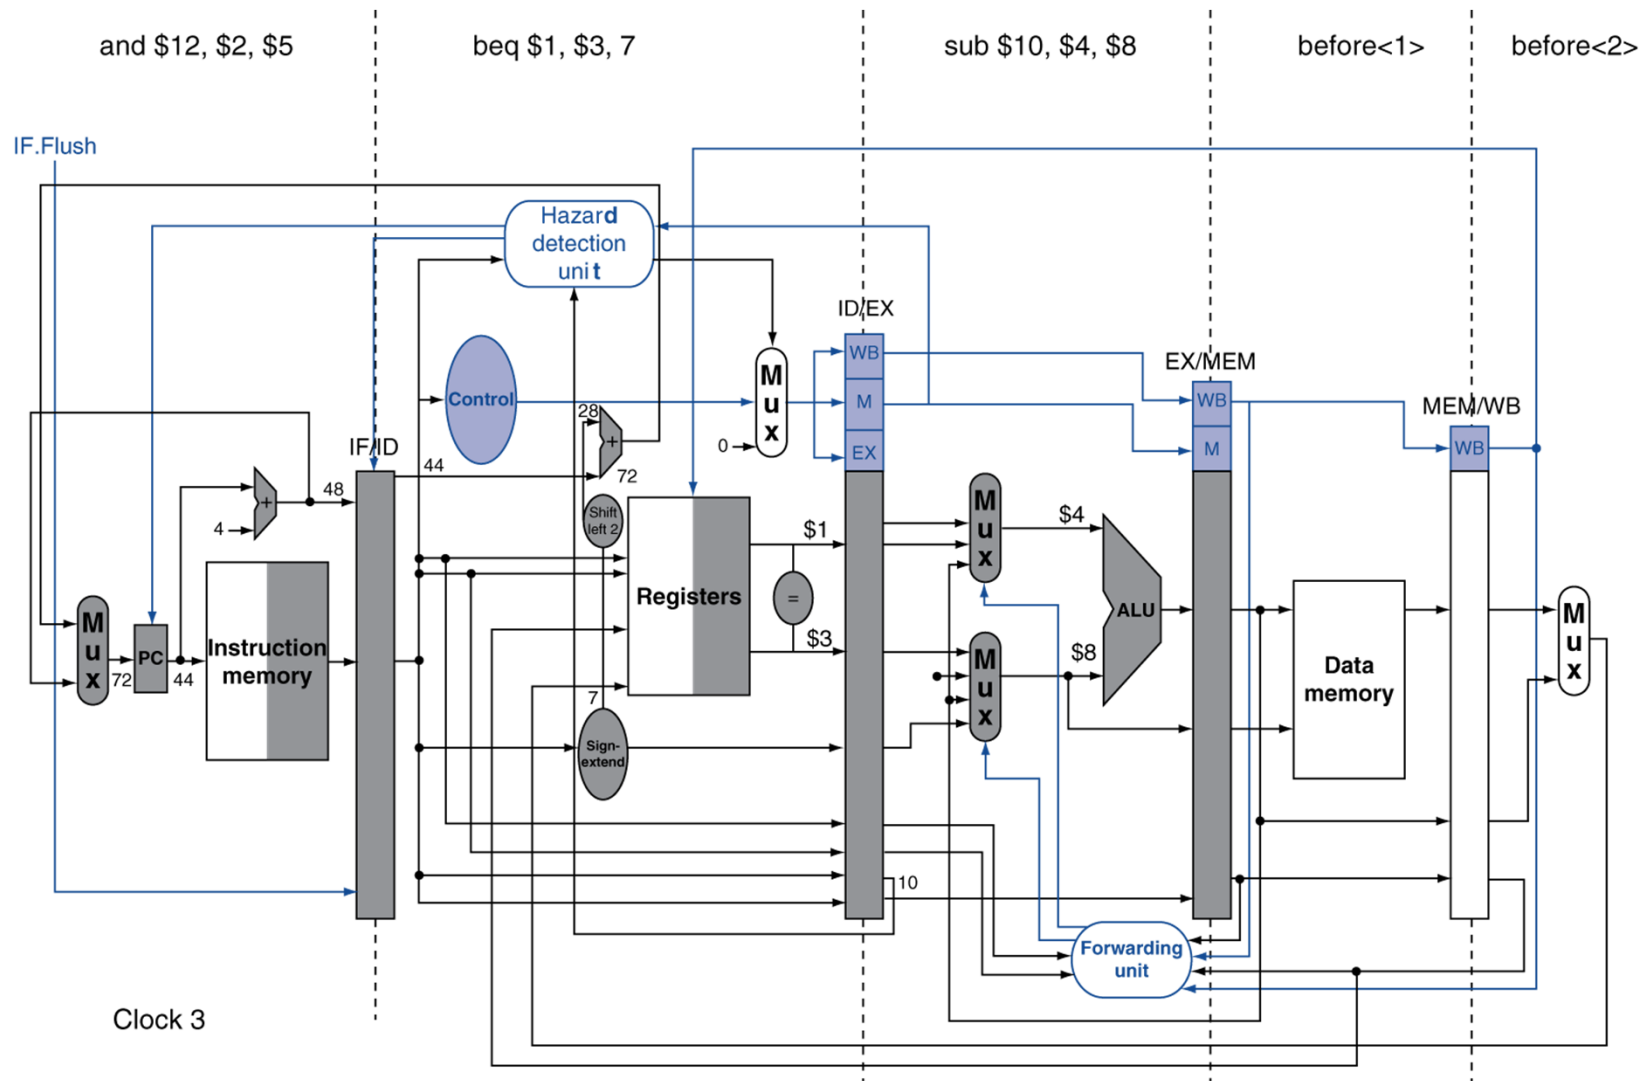 and $12, $2, $5
beq $1, $3, 7
sub $10, $4, $8
before<1>
before<2>
IF.Flush
Hazard
detection
unit
ID/EX
WB
M
EX
Control
M
u
x
0
28
+
72
EX/MEM
WB
M
MEM/WB
WB
IF/ID
44
48
+
4
Shift
left 2
M
u
x
$4
$1
=
$3
Registers
ALU
M
u
x
72
PC
44
Instruction
memory
7
Sign-
extend
M
u
x
$8
Data
memory
M
u
x
10
Forwarding
unit
Clock 3